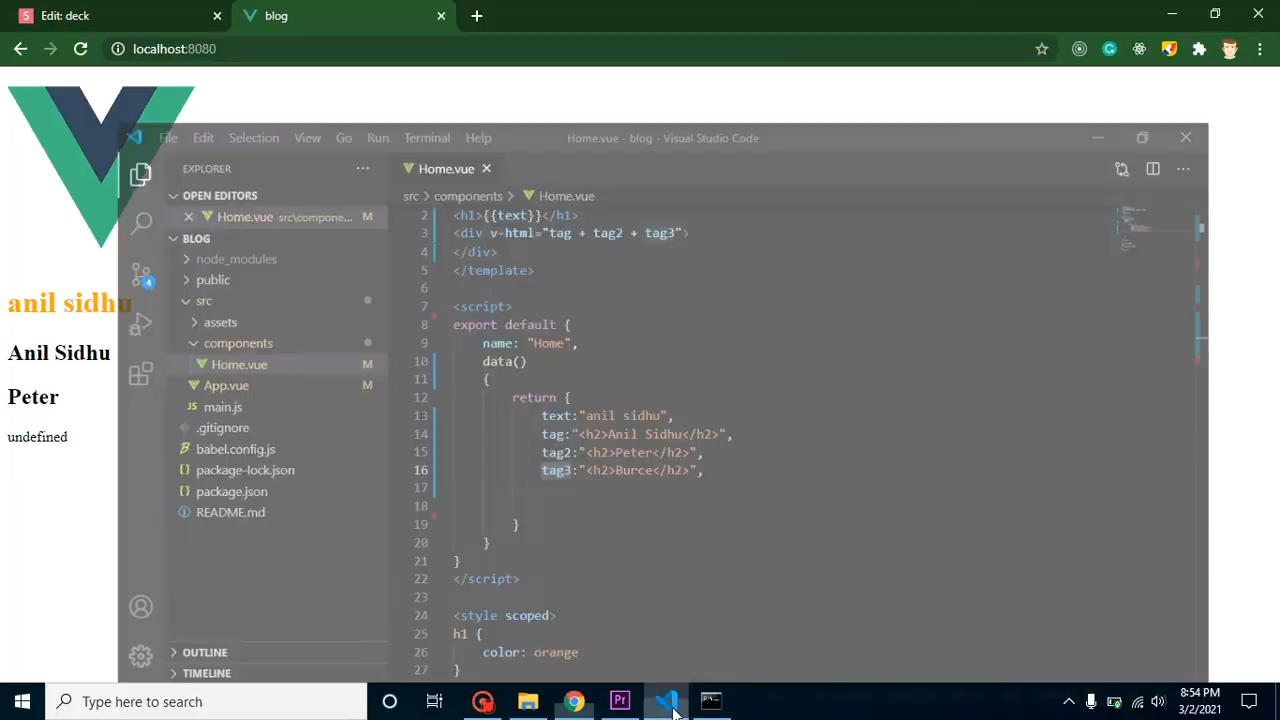 Edit: deck
blog
localhost:8080
anil sidhu
Anil Sidhu
Peter
undefined
File Edit Selection View Go Run Terminal Help
Home.vue - blog - Visual Studio Code
EXPLORER
OPEN EDITORS
Home.vue src\compone... M
BLOG
node_modules
public
src
assets
components
Home.vue M
App.vue M
main.js
.gitignore
babel.config.js
package-lock.json
package.json
README.md
OUTLINE
TIMELINE
4
Home.vue
src > components > Home.vue
2 <h1>{{text}}</h1>
3 <div v-html="tag + tag2 + tag3">
4 </div>
5 </template>
6
7 <script>
8 export default {
9 name: "Home",
10 data()
11 {
12 return {
13 text:"anil sidhu",
14 tag:"<h2>Anil Sidhu</h2>",
15 tag2:"<h2>Peter</h2>",
16 tag3:"<h2>Burce</h2>",
17
18
19 }
20 }
21 }
22 </script>
23
24 <style scoped>
25 h1 {
26 color: orange
27 }
Type here to search
Pr
8:54 PM
3/2/2021